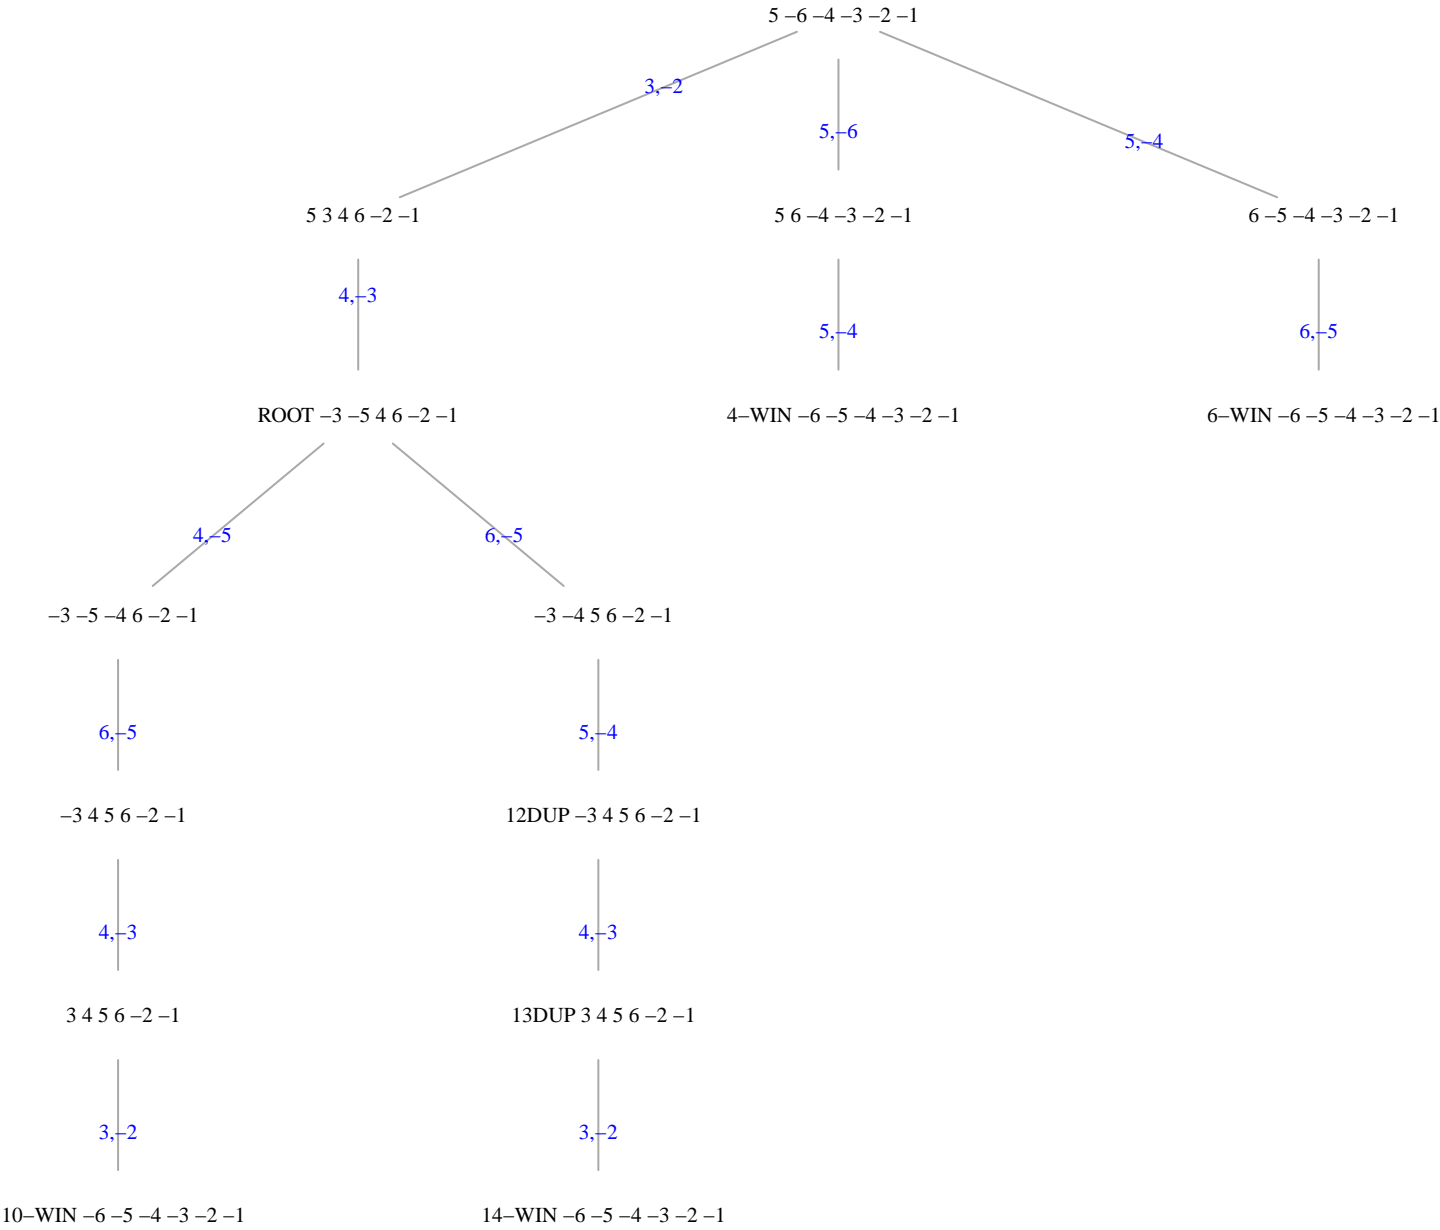 5 –6 –4 –3 –2 –1
3,–2
5,–6
5,–4
5 3 4 6 –2 –1
5 6 –4 –3 –2 –1
6 –5 –4 –3 –2 –1
4,–3
5,–4
6,–5
ROOT –3 –5 4 6 –2 –1
4–WIN –6 –5 –4 –3 –2 –1
6–WIN –6 –5 –4 –3 –2 –1
4,–5
6,–5
–3 –5 –4 6 –2 –1
–3 –4 5 6 –2 –1
6,–5
5,–4
–3 4 5 6 –2 –1
12DUP –3 4 5 6 –2 –1
4,–3
4,–3
3 4 5 6 –2 –1
13DUP 3 4 5 6 –2 –1
3,–2
3,–2
10–WIN –6 –5 –4 –3 –2 –1
14–WIN –6 –5 –4 –3 –2 –1